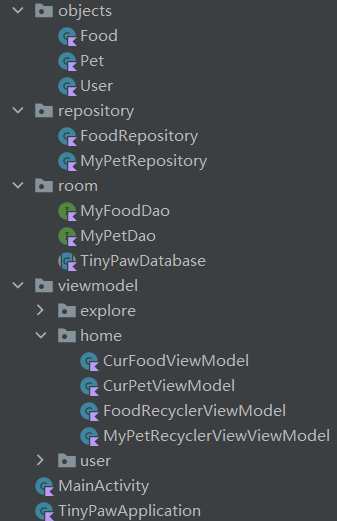 objects
Food
Pet
User
repository
FoodRepository
MyPetRepository
room
MyFoodDao
MyPetDao
TinyPawDatabase
viewmodel
explore
home
CurFoodViewModel
CurPetViewModel
FoodRecyclerViewModel
MyPetRecyclerViewViewModel
user
MainActivity
TinyPawApplication